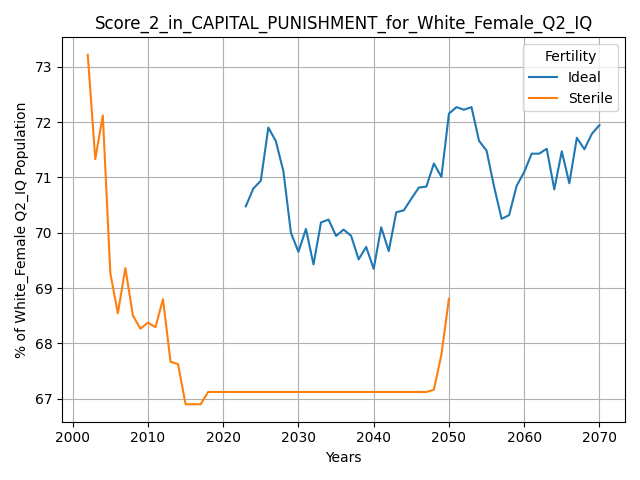 Score_2_in_CAPITAL_PUNISHMENT_for_White_Female_Q2_IQ
Fertility
Ideal
Sterile
% of White_Female Q2_IQ Population
73
72
71
70
69
68
67
2000
2010
2020
2030
2040
2050
2060
2070
Years